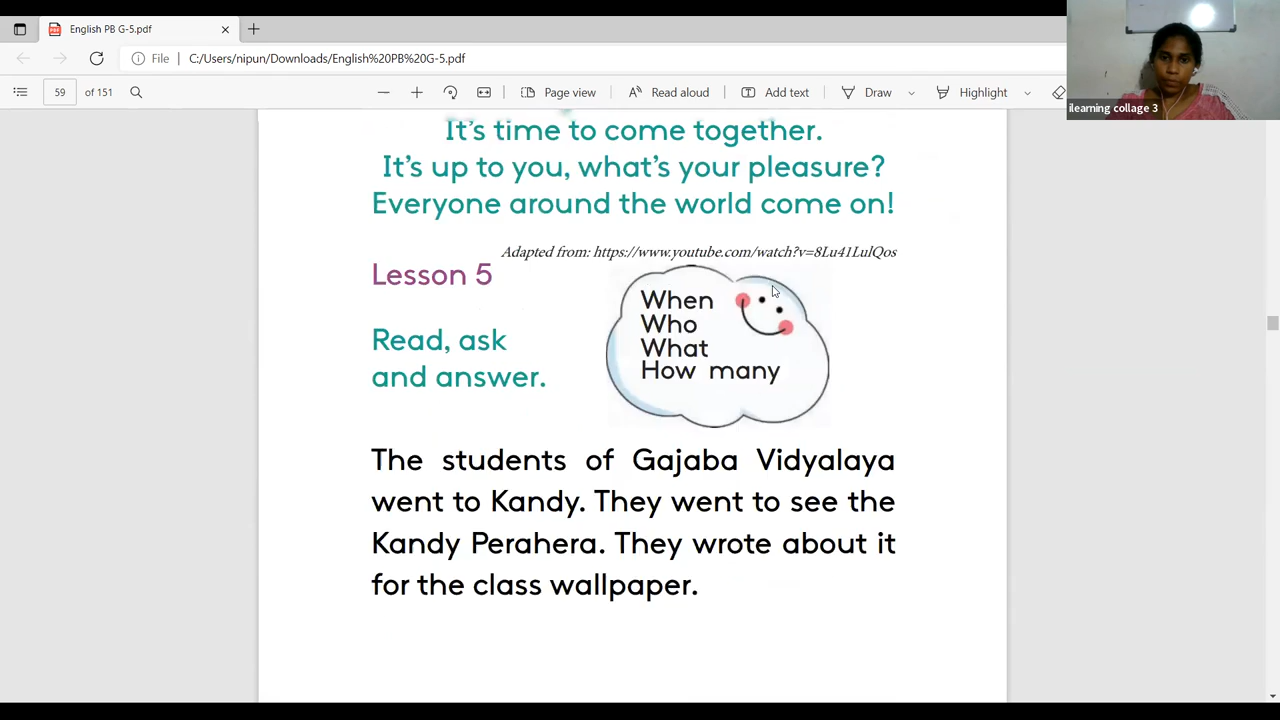 English PB G-5.pdf
File | C:/Users/nipun/Downloads/English%20PB%20G-5.pdf
59 of 151
Page view
Read aloud
Add text
Draw
Highlight
ilearning collage 3
It's time to come together.
It's up to you, what's your pleasure?
Everyone around the world come on!
Adapted from: https://www.youtube.com/watch?v=8Lu41LulQos
Lesson 5
Read, ask
and answer.
When
Who
What
How many
The students of Gajaba Vidyalaya
went to Kandy. They went to see the
Kandy Perahera. They wrote about it
for the class wallpaper.